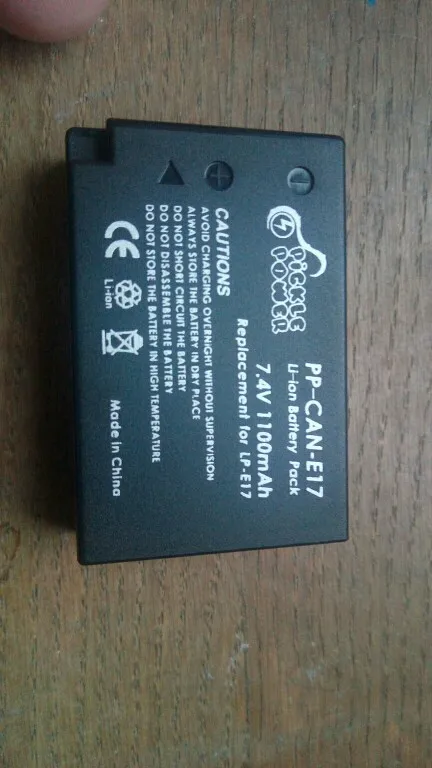 PiCKLE
POWER
PP-CAN-E17
Li-ion Battery Pack
7.4V 1100mAh
Replacement for LP-E17
CAUTIONS
AVOID CHARGING OVERNIGHT WITHOUT SUPERVISION
ALWAYS STORE THE BATTERY IN DRY PLACE
DO NOT SHORT CIRCUIT THE BATTERY
DO NOT DISASSEMBLE THE BATTERY
DO NOT STORE THE BATTERY IN HIGH TEMPERATURE
CE
Li-ion
Made in China